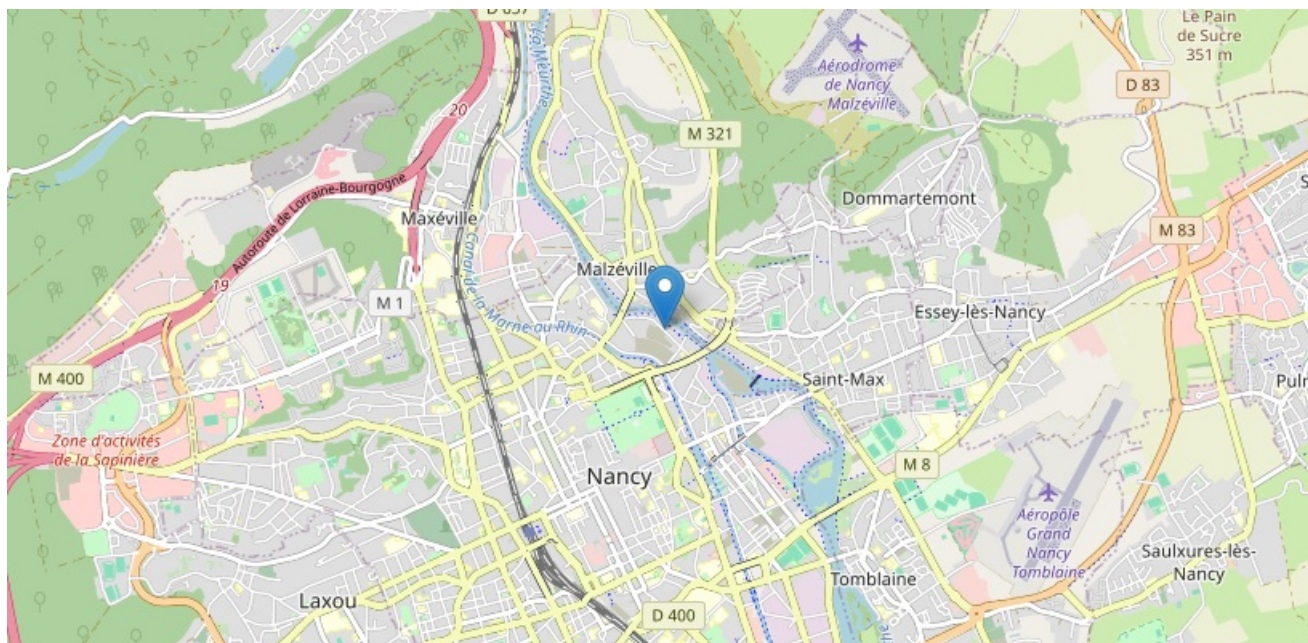 D 657
Le Pain
de Sucre
351 m
La Meurthe
Aérodrome
de Nancy
Malzéville
D 83
20
M 321
Autoroute de Lorraine-Bourgogne
Dommartemont
Maxéville
M 83
Canal de la Marne au Rhin
Malzéville
19
M 1
Essey-lès-Nancy
M 400
Saint-Max
Zone d'activités
de la Sapinière
Nancy
M 8
Aéropôle
Grand
Nancy
Tomblaine
Saulxures-lès-
Nancy
Tomblaine
Laxou
D 400